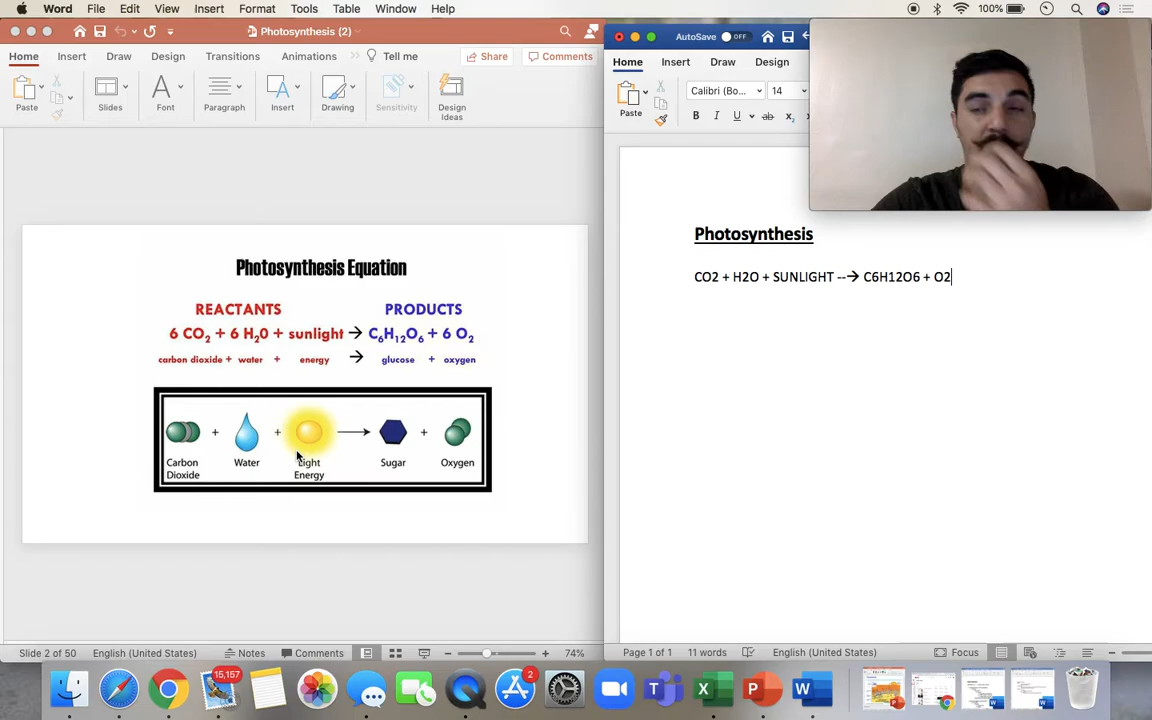 Word File Edit View Insert Format Tools Table Window Help 100%
Photosynthesis (2)
Home Insert Draw Design Transitions Animations Tell me Share Comments
Paste Slides Font Paragraph Insert Drawing Sensitivity Design Ideas
Photosynthesis Equation
REACTANTS PRODUCTS
6 CO₂ + 6 H₂0 + sunlight → C₆H₁₂O₆ + 6 O₂
carbon dioxide + water + energy → glucose + oxygen
+ + +
Carbon Dioxide Water Light Energy Sugar Oxygen
Slide 2 of 50 English (United States) Notes Comments 74%
AutoSave OFF
Home Insert Draw Design
Paste Calibri (Bo... 14
B I U ab x₂
Photosynthesis
CO2 + H2O + SUNLIGHT --→ C6H12O6 + O2
Page 1 of 1 11 words English (United States) Focus
15,157 2